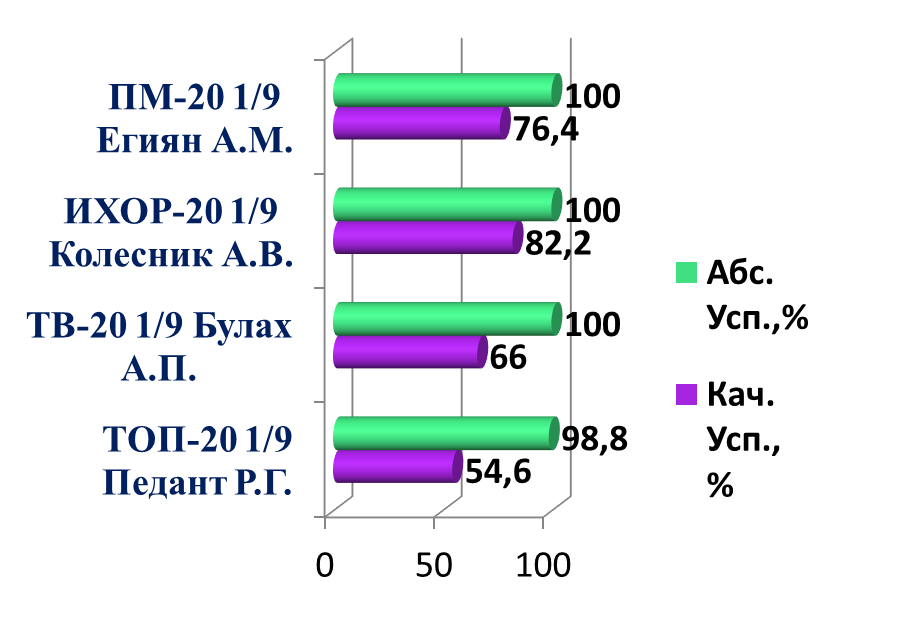 ПМ-20 1/9
Егиян А.М.
100
76,4
ИХОР-20 1/9
Колесник А.В.
100
82,2
ТВ-20 1/9 Булах
А.П.
100
66
ТОП-20 1/9
Педант Р.Г.
98,8
54,6
0 50 100
Абс.
Усп.,%
Кач.
Усп.,
%